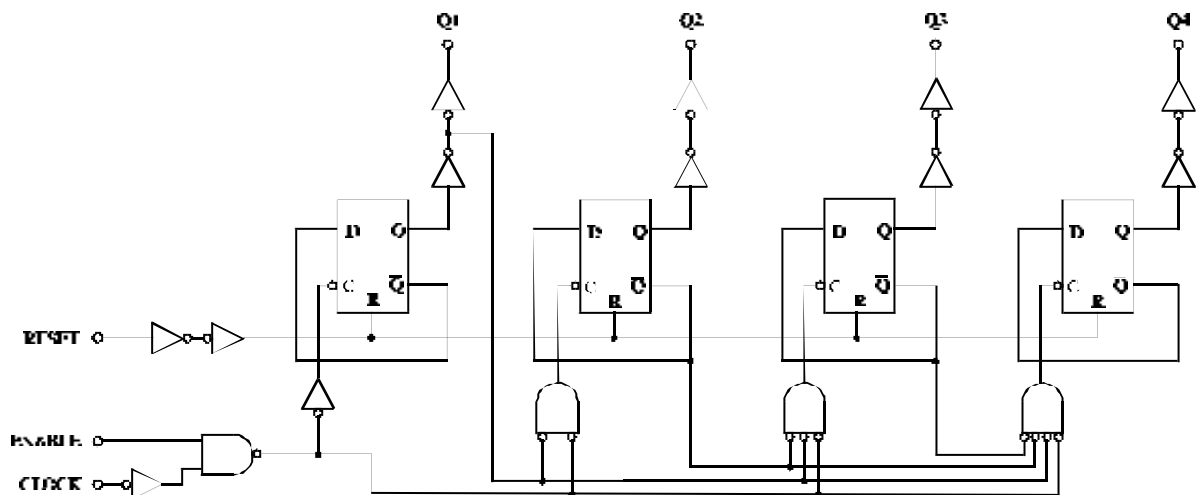 Q1 Q2 Q3 Q4
D Q D Q D Q D Q
C Q̅ C Q̅ C Q̅ C Q̅
R R R R
RESET
ENABLE
CLOCK